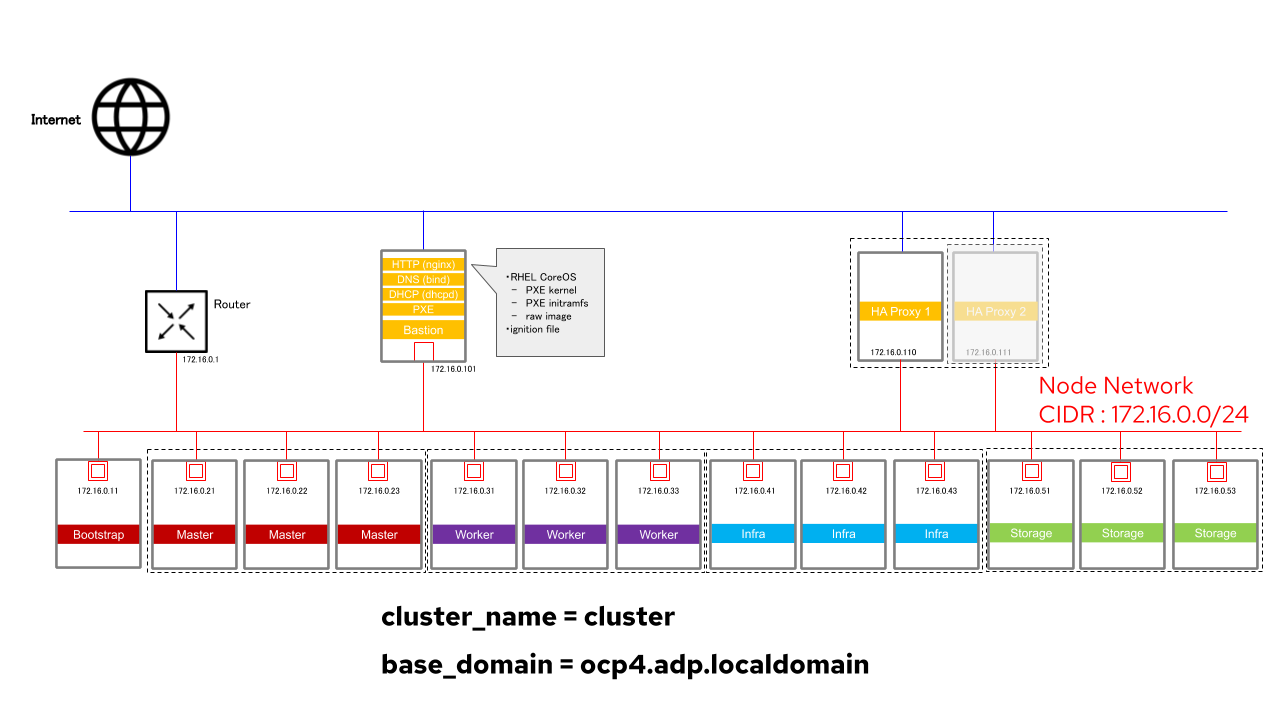 Internet
HTTP (nginx)
DNS (bind)
DHCP (dhcpd)
PXE
Bastion
172.16.0.101
・RHEL CoreOS
－ PXE kernel
－ PXE initramfs
－ raw image
・ignition file
Router
172.16.0.1
HA Proxy 1
172.16.0.110
HA Proxy 2
172.16.0.111
Node Network
CIDR : 172.16.0.0/24
172.16.0.11
Bootstrap
172.16.0.21
Master
172.16.0.22
Master
172.16.0.23
Master
172.16.0.31
Worker
172.16.0.32
Worker
172.16.0.33
Worker
172.16.0.41
Infra
172.16.0.42
Infra
172.16.0.43
Infra
172.16.0.51
Storage
172.16.0.52
Storage
172.16.0.53
Storage
cluster_name = cluster
base_domain = ocp4.adp.localdomain